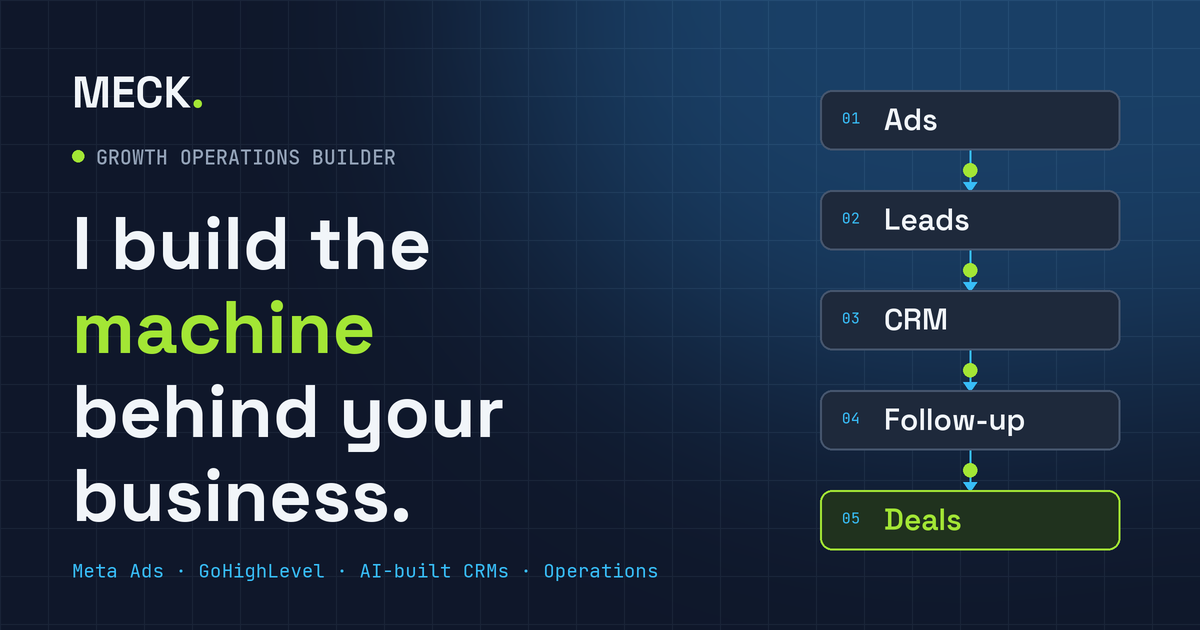 MECK.
GROWTH OPERATIONS BUILDER
I build the
machine
behind your
business.
Meta Ads · GoHighLevel · AI-built CRMs · Operations
01 Ads
02 Leads
03 CRM
04 Follow-up
05 Deals